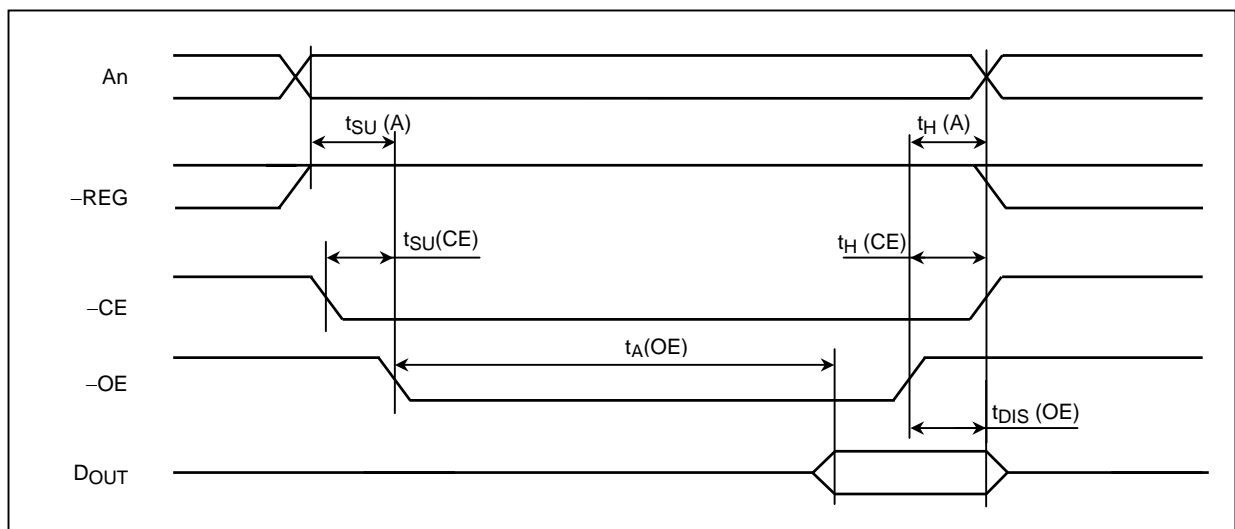 An
tSU (A)
tH (A)
–REG
tSU(CE)
tH (CE)
–CE
tA(OE)
–OE
tDIS (OE)
DOUT